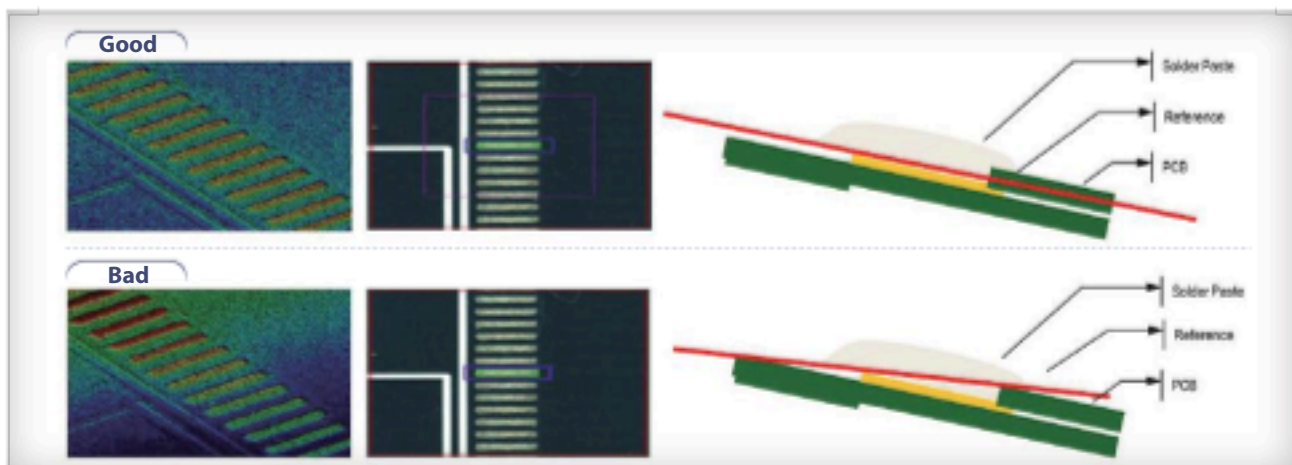 Good
Solder Paste
Reference
PCB
Bad
Solder Paste
Reference
PCB